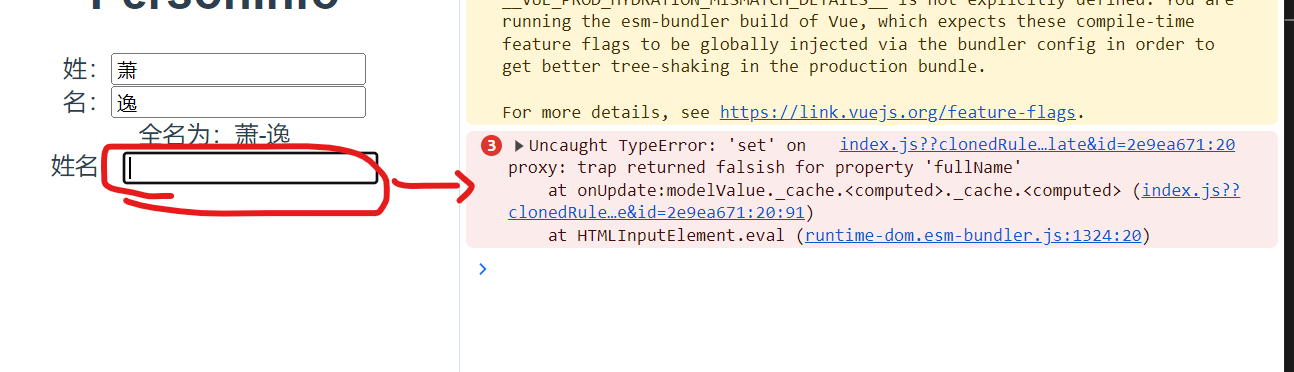 PersonInfo
姓：萧
名：逸
全名为：萧-逸
姓名
__VUE_PROD_HYDRATION_MISMATCH_DETAILS__ is not explicitly defined. You are
running the esm-bundler build of Vue, which expects these compile-time
feature flags to be globally injected via the bundler config in order to
get better tree-shaking in the production bundle.
For more details, see https://link.vuejs.org/feature-flags.
3 Uncaught TypeError: 'set' on index.js??clonedRule…late&id=2e9ea671:20
proxy: trap returned falsish for property 'fullName'
at onUpdate:modelValue._cache.<computed>._cache.<computed> (index.js??
clonedRule…e&id=2e9ea671:20:91)
at HTMLInputElement.eval (runtime-dom.esm-bundler.js:1324:20)